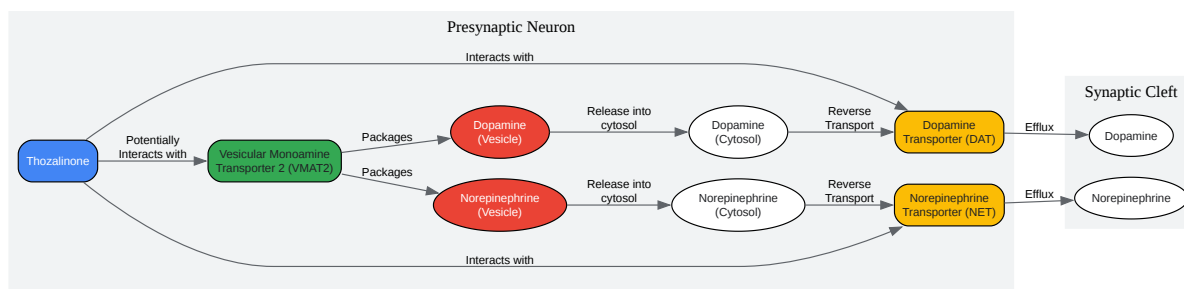 Presynaptic Neuron
Interacts with
Synaptic Cleft
Thozalinone
Potentially
Interacts with
Vesicular Monoamine
Transporter 2 (VMAT2)
Packages
Packages
Dopamine
(Vesicle)
Norepinephrine
(Vesicle)
Release into
cytosol
Release into
cytosol
Dopamine
(Cytosol)
Norepinephrine
(Cytosol)
Reverse
Transport
Reverse
Transport
Dopamine
Transporter (DAT)
Norepinephrine
Transporter (NET)
Efflux
Efflux
Dopamine
Norepinephrine
Interacts with